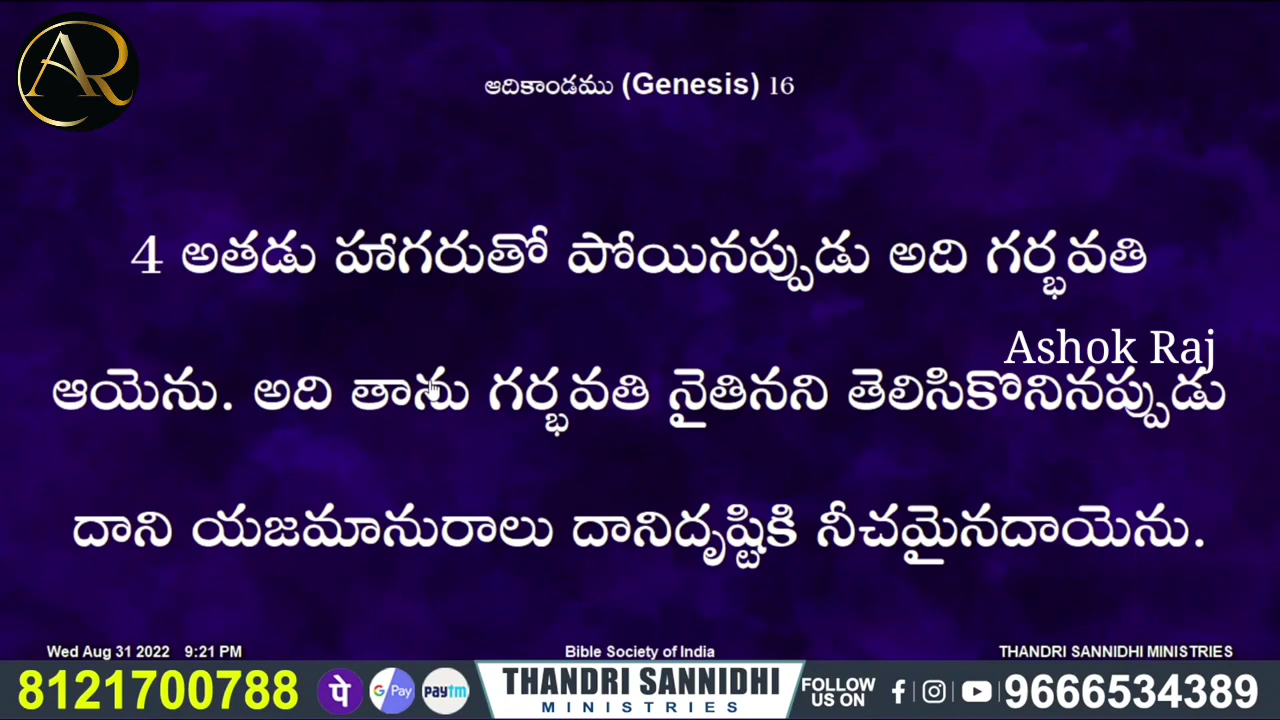 AR
ఆదికాండము (Genesis) 16
4 అతడు హాగరుతో పోయినప్పుడు అది గర్భవతి
Ashok Raj
ఆయెను. అది తాను గర్భవతి నైతినని తెలిసికొనినప్పుడు
దాని యజమానురాలు దానిదృష్టికి నీచమైనదాయెను.
Wed Aug 31 2022 9:21 PM
Bible Society of India
THANDRI SANNIDHI MINISTRIES
8121700788
पे
G Pay
paytm
THANDRI SANNIDHI
MINISTRIES
FOLLOW
US ON
9666534389